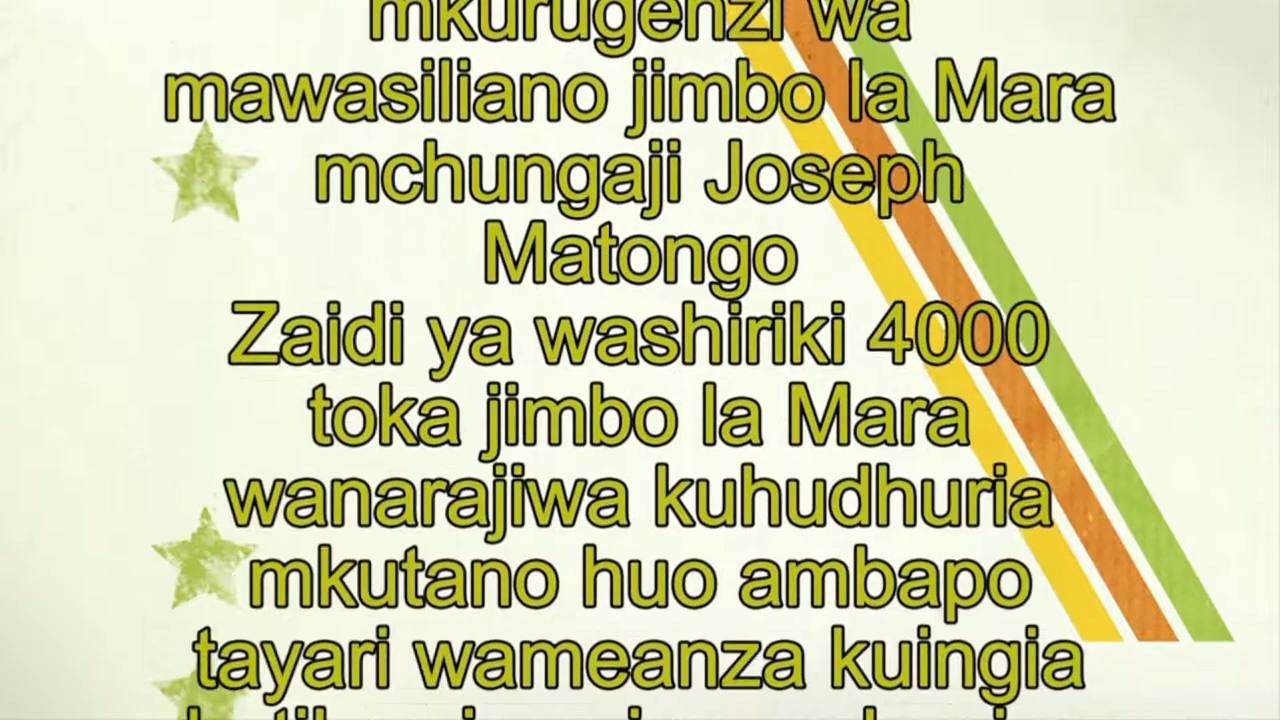 mkurugenzi wa
mawasiliano jimbo la Mara
mchungaji Joseph
Matongo
Zaidi ya washiriki 4000
toka jimbo la Mara
wanarajiwa kuhudhuria
mkutano huo ambapo
tayari wameanza kuingia